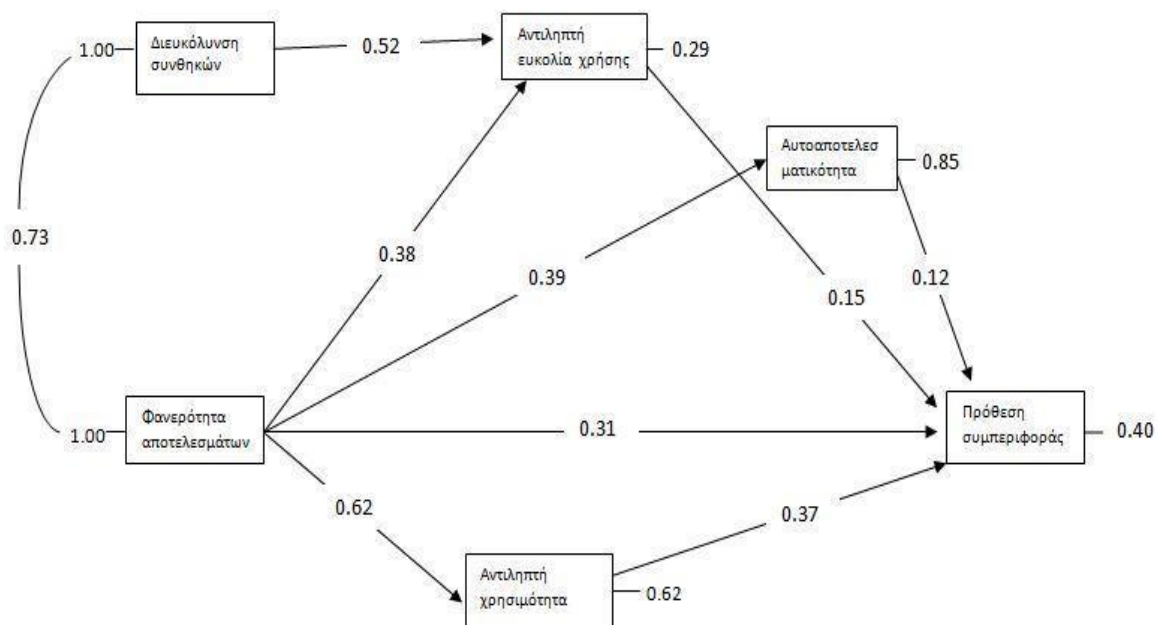 1.00
Διευκόλυνση
συνθηκών
0.52
Αντιληπτή
ευκολία χρήσης
0.29
Αυτοαποτελεσ
ματικότητα
0.85
0.73
0.38
0.39
0.15
0.12
1.00
Φανερότητα
αποτελεσμάτων
0.31
Πρόθεση
συμπεριφοράς
0.40
0.62
0.37
Αντιληπτή
χρησιμότητα
0.62